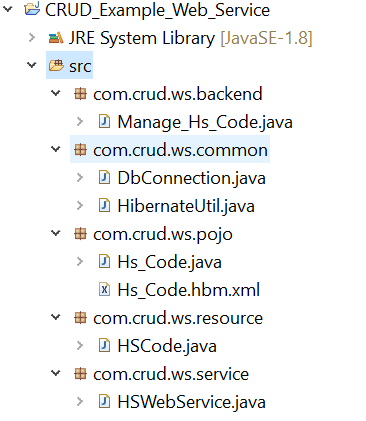 CRUD_Example_Web_Service
JRE System Library [JavaSE-1.8]
src
com.crud.ws.backend
Manage_Hs_Code.java
com.crud.ws.common
DbConnection.java
HibernateUtil.java
com.crud.ws.pojo
Hs_Code.java
Hs_Code.hbm.xml
com.crud.ws.resource
HSCode.java
com.crud.ws.service
HSWebService.java